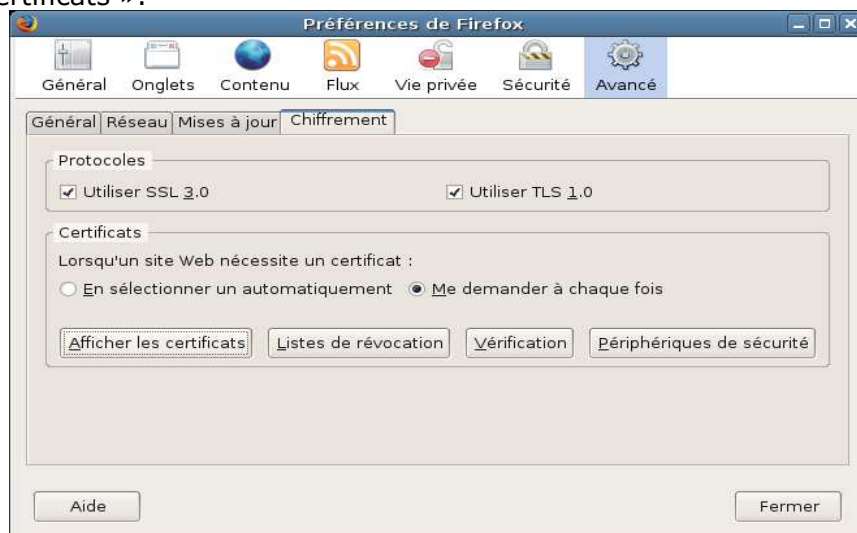 ertificats ».
Préférences de Firefox
Général Onglets Contenu Flux Vie privée Sécurité Avancé
Général Réseau Mises à jour Chiffrement
Protocoles
Utiliser SSL 3.0 Utiliser TLS 1.0
Certificats
Lorsqu'un site Web nécessite un certificat :
En sélectionner un automatiquement Me demander à chaque fois
Afficher les certificats Listes de révocation Vérification Périphériques de sécurité
Aide Fermer